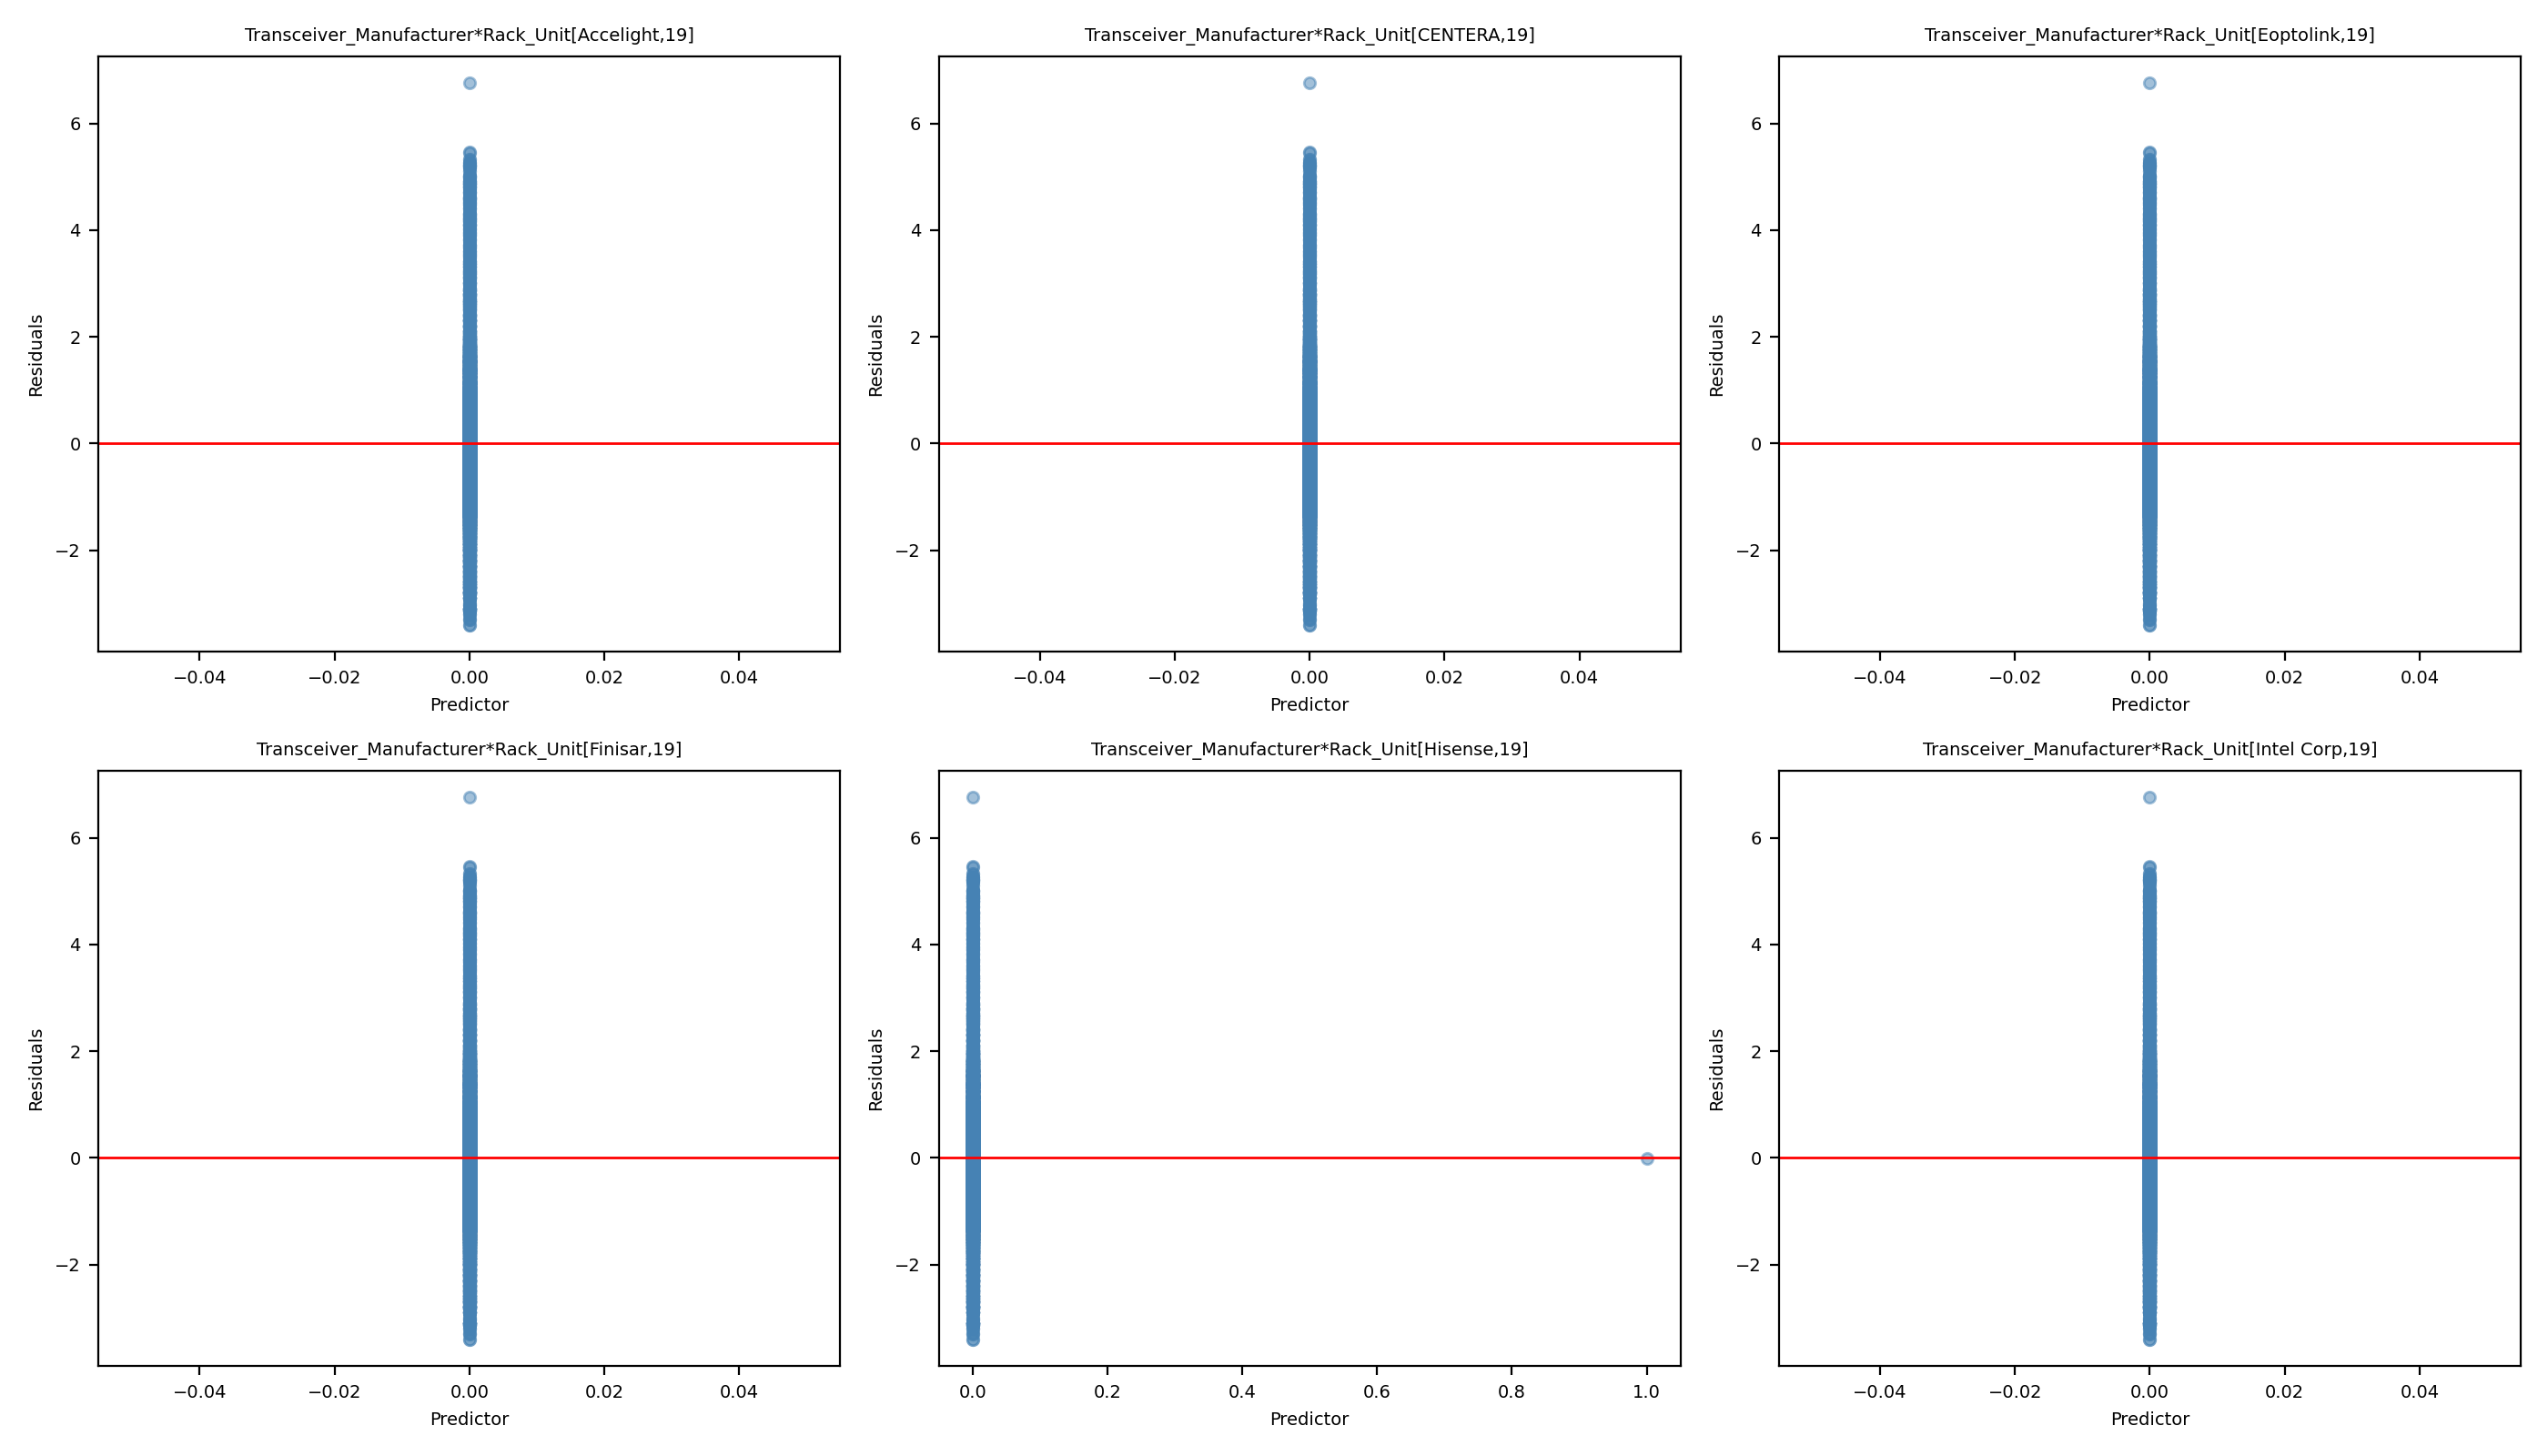 Transceiver_Manufacturer*Rack_Unit[Accelight,19]
Residuals
6
4
2
0
−2
−0.04 −0.02 0.00 0.02 0.04
Predictor
Transceiver_Manufacturer*Rack_Unit[CENTERA,19]
Residuals
6
4
2
0
−2
−0.04 −0.02 0.00 0.02 0.04
Predictor
Transceiver_Manufacturer*Rack_Unit[Eoptolink,19]
Residuals
6
4
2
0
−2
−0.04 −0.02 0.00 0.02 0.04
Predictor
Transceiver_Manufacturer*Rack_Unit[Finisar,19]
Residuals
6
4
2
0
−2
−0.04 −0.02 0.00 0.02 0.04
Predictor
Transceiver_Manufacturer*Rack_Unit[Hisense,19]
Residuals
6
4
2
0
−2
0.0 0.2 0.4 0.6 0.8 1.0
Predictor
Transceiver_Manufacturer*Rack_Unit[Intel Corp,19]
Residuals
6
4
2
0
−2
−0.04 −0.02 0.00 0.02 0.04
Predictor